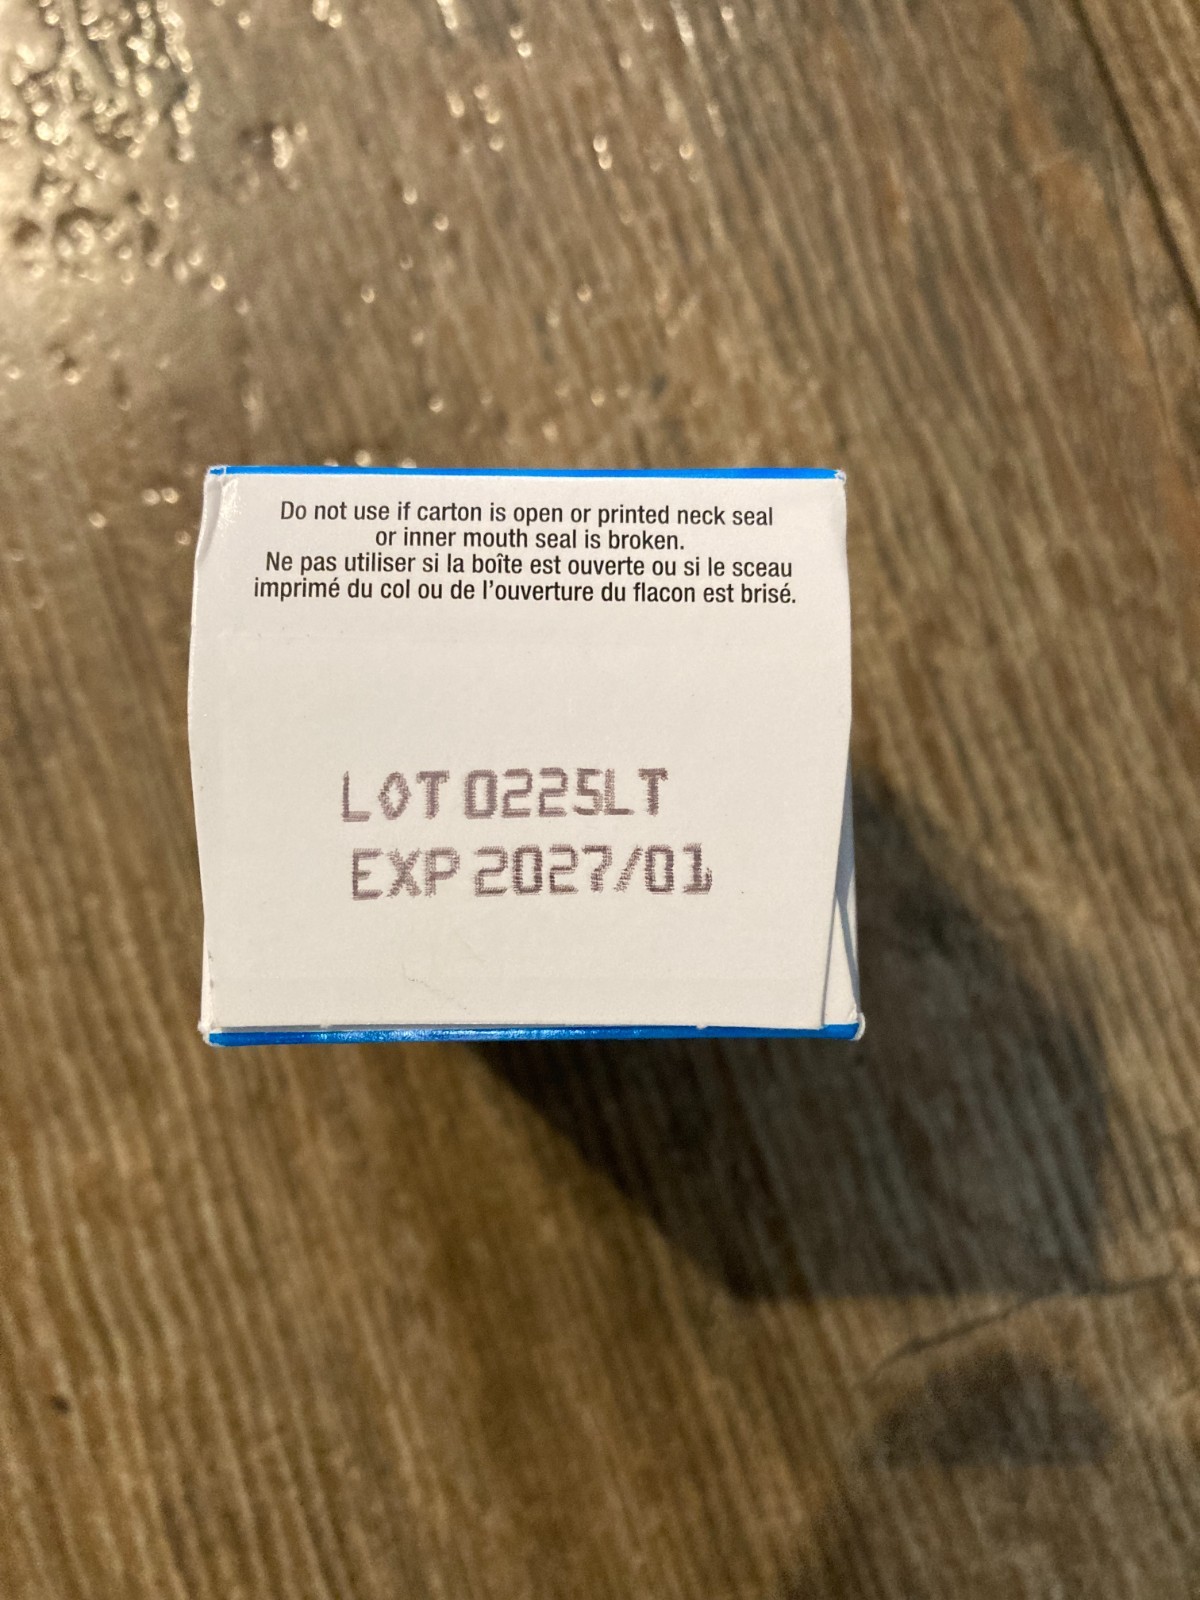 Do not use if carton is open or printed neck seal
or inner mouth seal is broken.
Ne pas utiliser si la boîte est ouverte ou si le sceau
imprimé du col ou de l'ouverture du flacon est brisé.
LOT 0225LT
EXP 2027/01